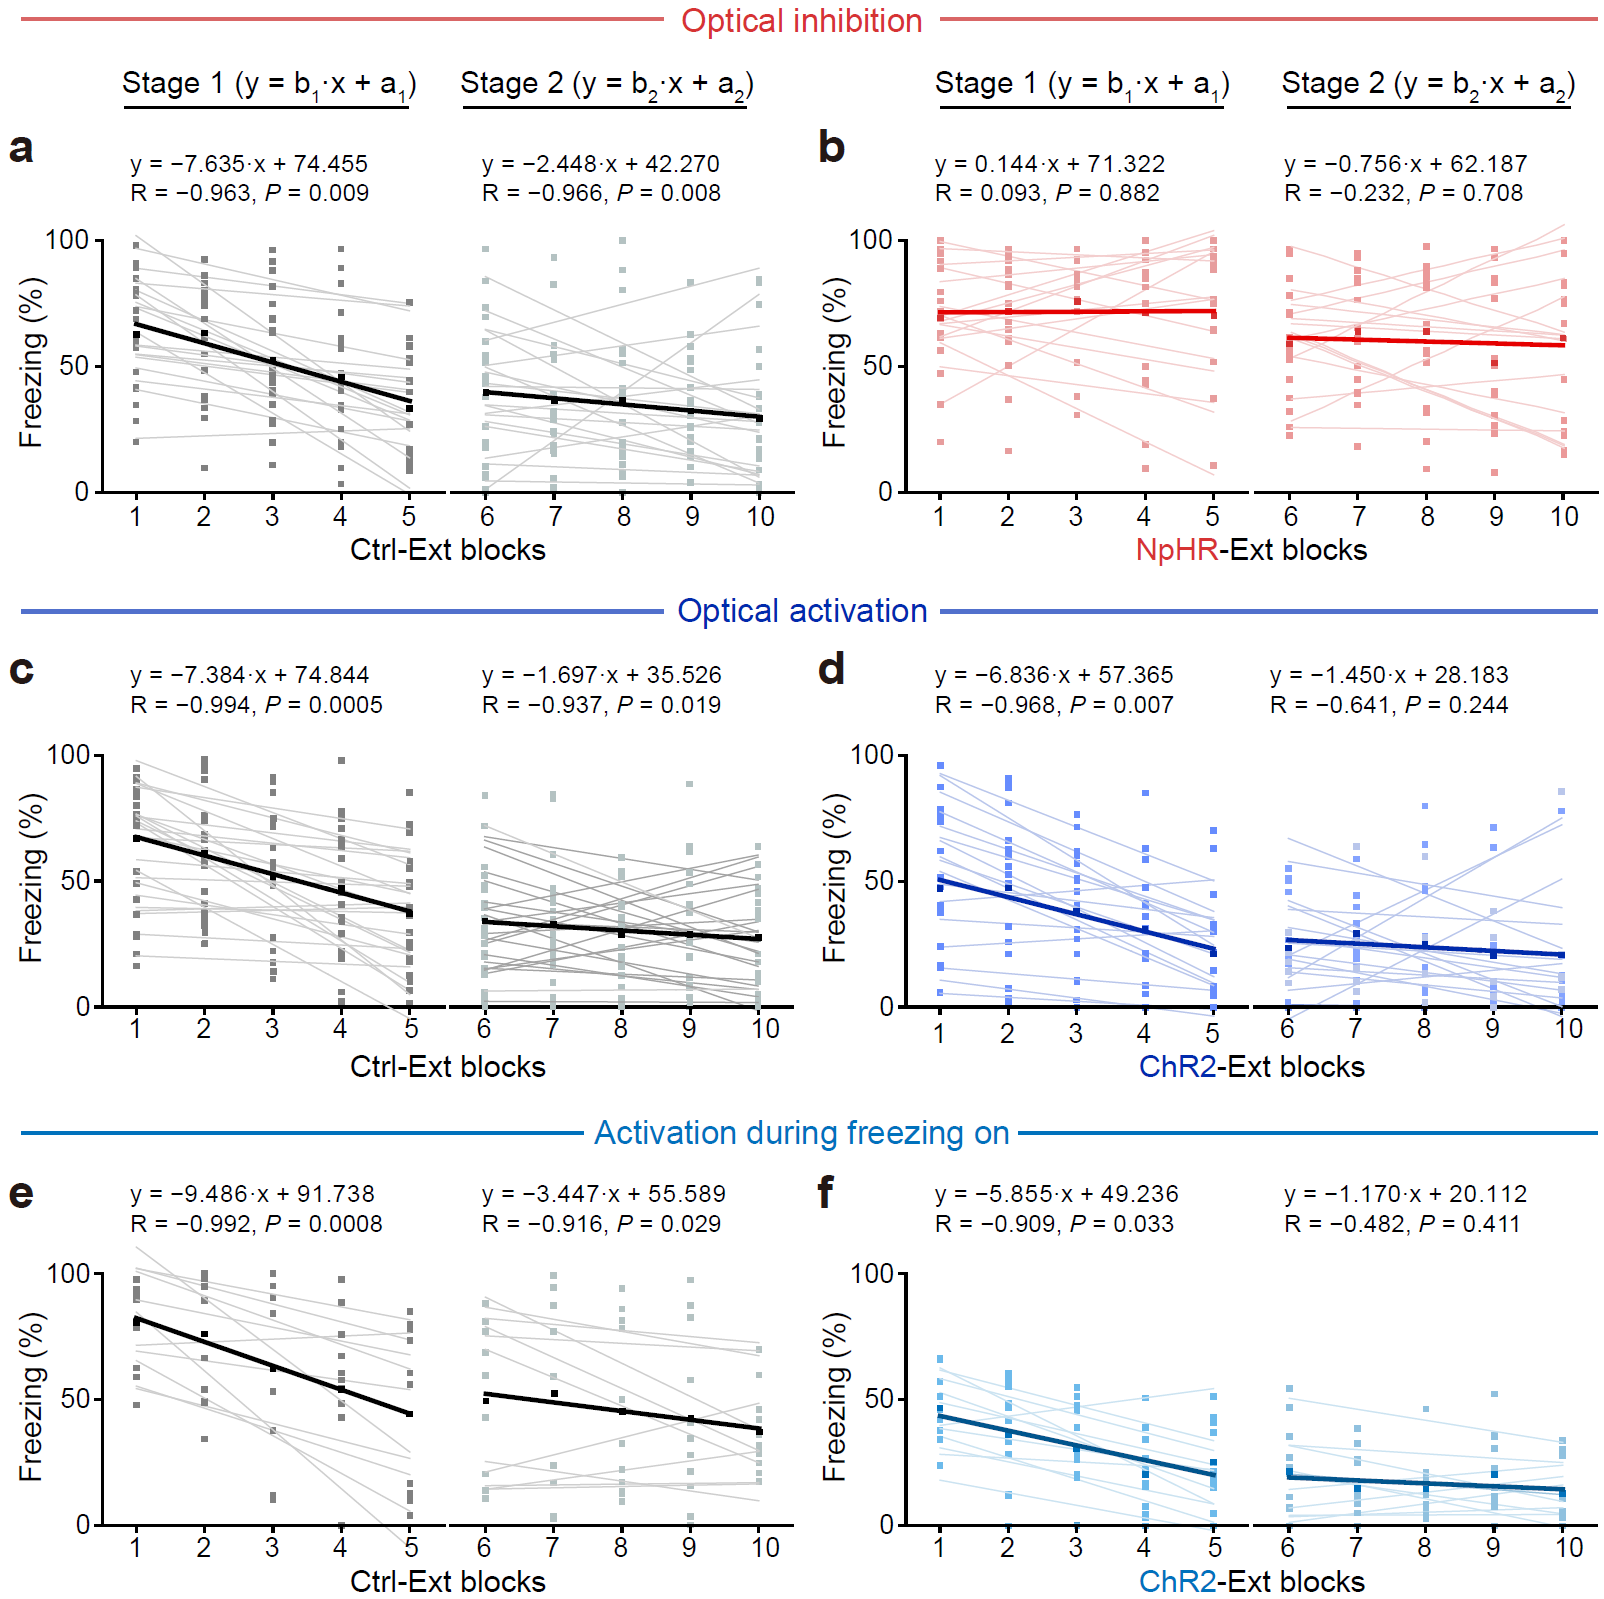 Optical inhibition
Stage 1 (y = b1·x + a1)
Stage 2 (y = b2·x + a2)
Stage 1 (y = b1·x + a1)
Stage 2 (y = b2·x + a2)
a
y = −7.635·x + 74.455
R = −0.963, P = 0.009
y = −2.448·x + 42.270
R = −0.966, P = 0.008
Freezing (%)
100
50
0
1 2 3 4 5 6 7 8 9 10
Ctrl-Ext blocks
b
y = 0.144·x + 71.322
R = 0.093, P = 0.882
y = −0.756·x + 62.187
R = −0.232, P = 0.708
Freezing (%)
100
50
0
1 2 3 4 5 6 7 8 9 10
NpHR-Ext blocks
Optical activation
c
y = −7.384·x + 74.844
R = −0.994, P = 0.0005
y = −1.697·x + 35.526
R = −0.937, P = 0.019
Freezing (%)
100
50
0
1 2 3 4 5 6 7 8 9 10
Ctrl-Ext blocks
d
y = −6.836·x + 57.365
R = −0.968, P = 0.007
y = −1.450·x + 28.183
R = −0.641, P = 0.244
Freezing (%)
100
50
0
1 2 3 4 5 6 7 8 9 10
ChR2-Ext blocks
Activation during freezing on
e
y = −9.486·x + 91.738
R = −0.992, P = 0.0008
y = −3.447·x + 55.589
R = −0.916, P = 0.029
Freezing (%)
100
50
0
1 2 3 4 5 6 7 8 9 10
Ctrl-Ext blocks
f
y = −5.855·x + 49.236
R = −0.909, P = 0.033
y = −1.170·x + 20.112
R = −0.482, P = 0.411
Freezing (%)
100
50
0
1 2 3 4 5 6 7 8 9 10
ChR2-Ext blocks